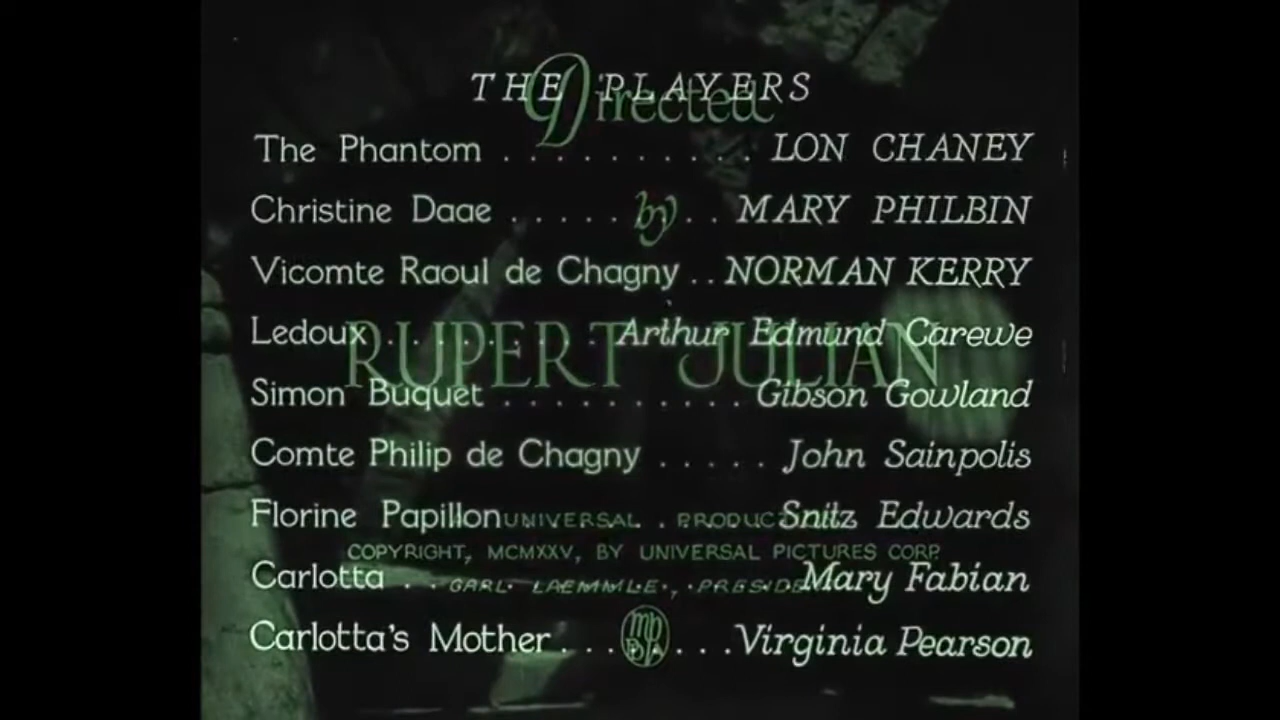 THE PLAYERS
Directed
The Phantom . . . . . . . . . . LON CHANEY
by
Christine Daae . . . . . . . . MARY PHILBIN
Vicomte Raoul de Chagny . . NORMAN KERRY
Ledoux . . . . . . . . Arthur Edmund Carewe
RUPERT JULIAN
Simon Buquet . . . . . . . . . . . Gibson Gowland
Comte Philip de Chagny . . . . . John Sainpolis
Florine Papillon . . Snitz Edwards
UNIVERSAL
COPYRIGHT, MCMXXV, BY UNIVERSAL PICTURES CORP.
Carlotta . . Mary Fabian
CARL LAEMMLE,
Carlotta's Mother . . . . . . . Virginia Pearson